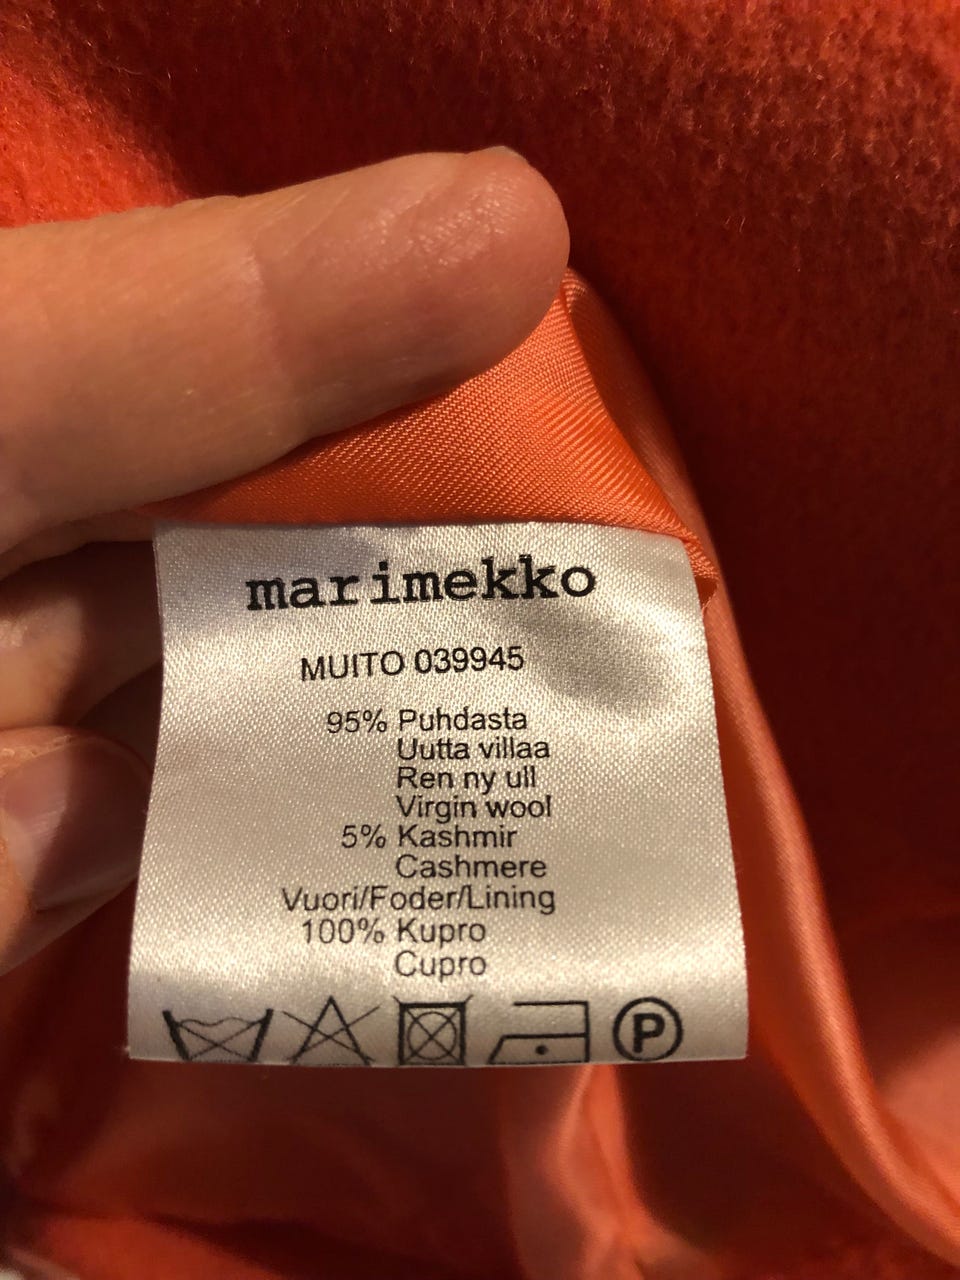 marimekko
MUITO 039945
95% Puhdasta
Uutta villaa
Ren ny ull
Virgin wool
5% Kashmir
Cashmere
Vuori/Foder/Lining
100% Kupro
Cupro
P